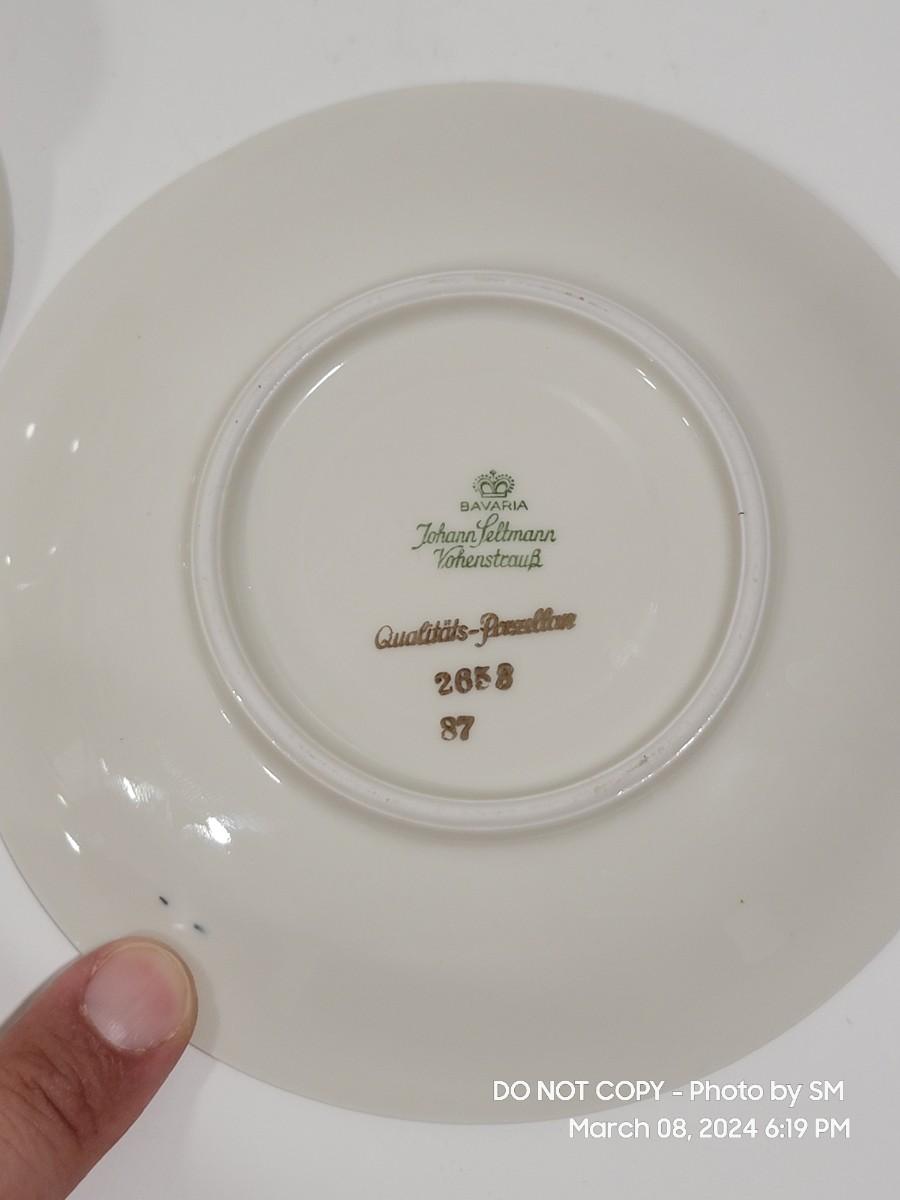 BAVARIA
Johann Seltmann
Vohenstrauß
Qualitäts-Porzellan
2658
87
DO NOT COPY - Photo by SM
March 08, 2024 6:19 PM